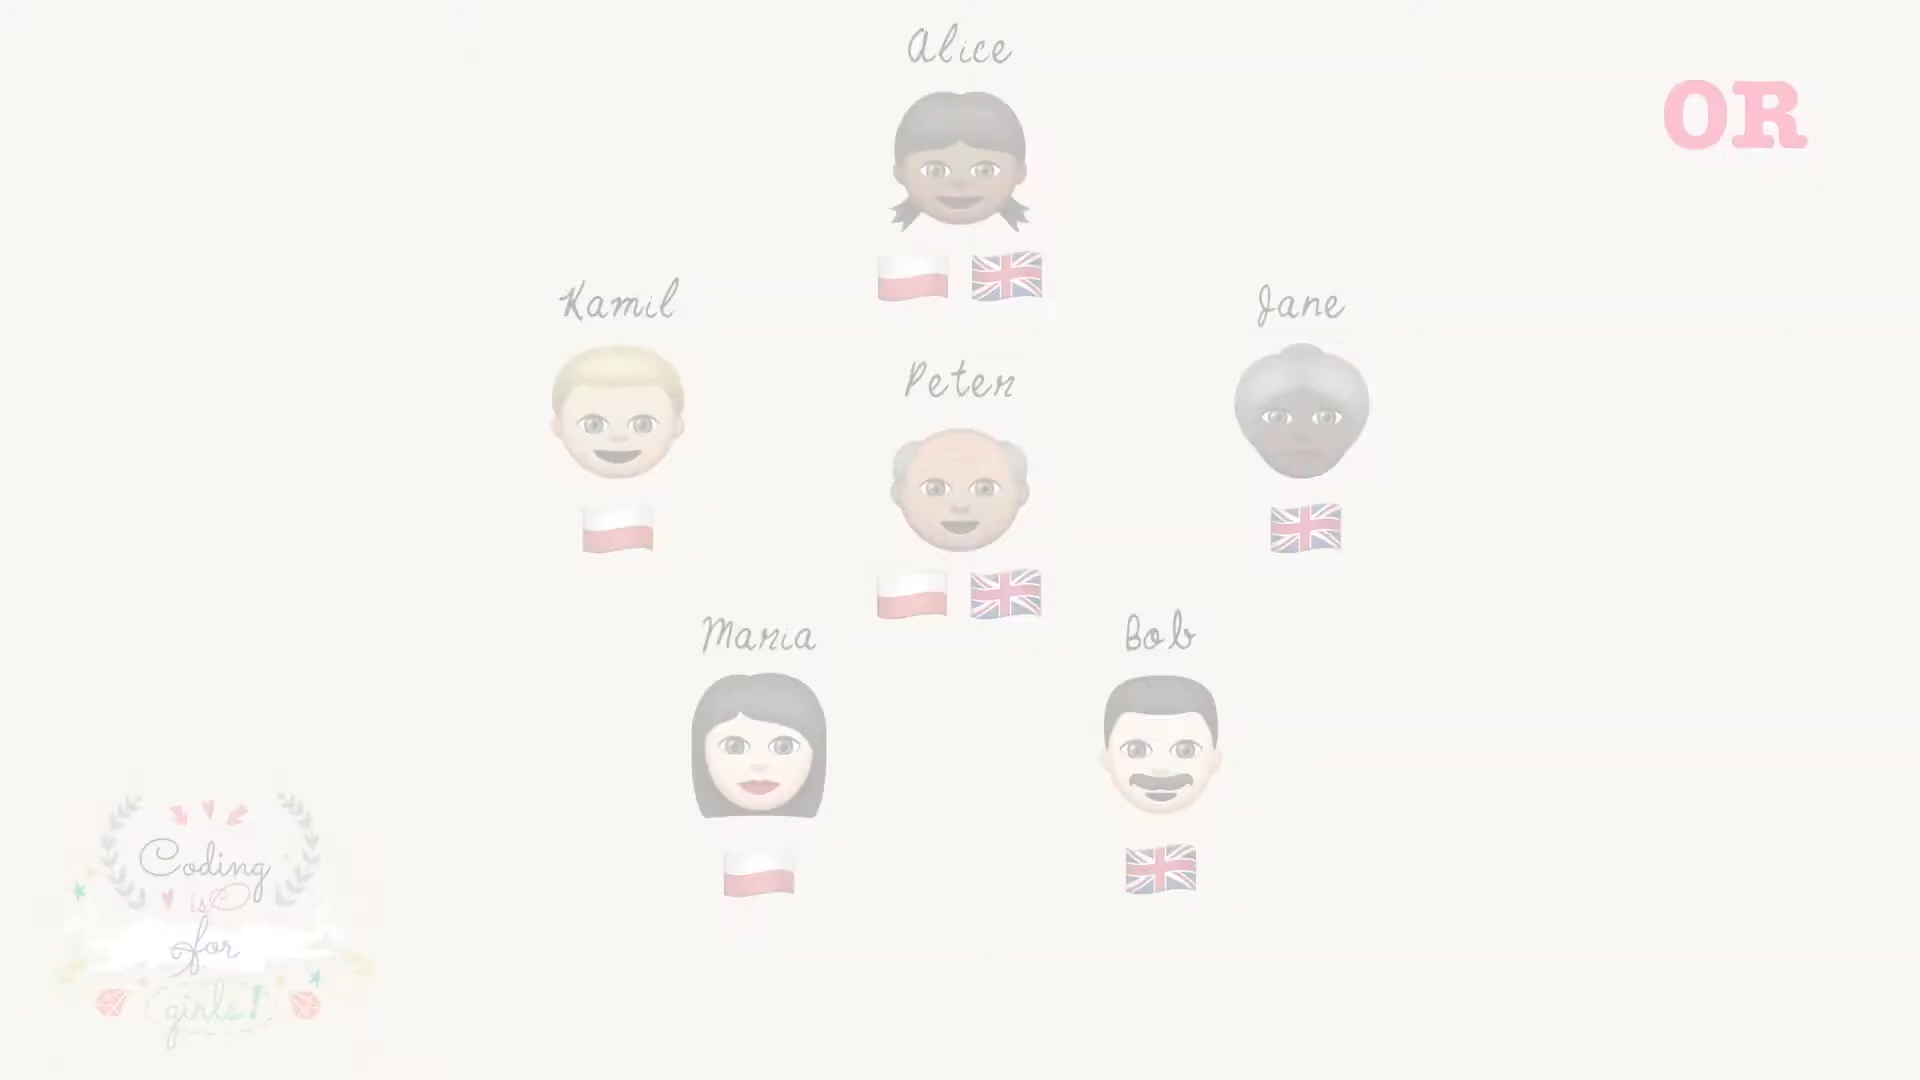 Alice
OR
Kamil
Jane
Peter
Maria
Bob
Coding
is
for
girls!